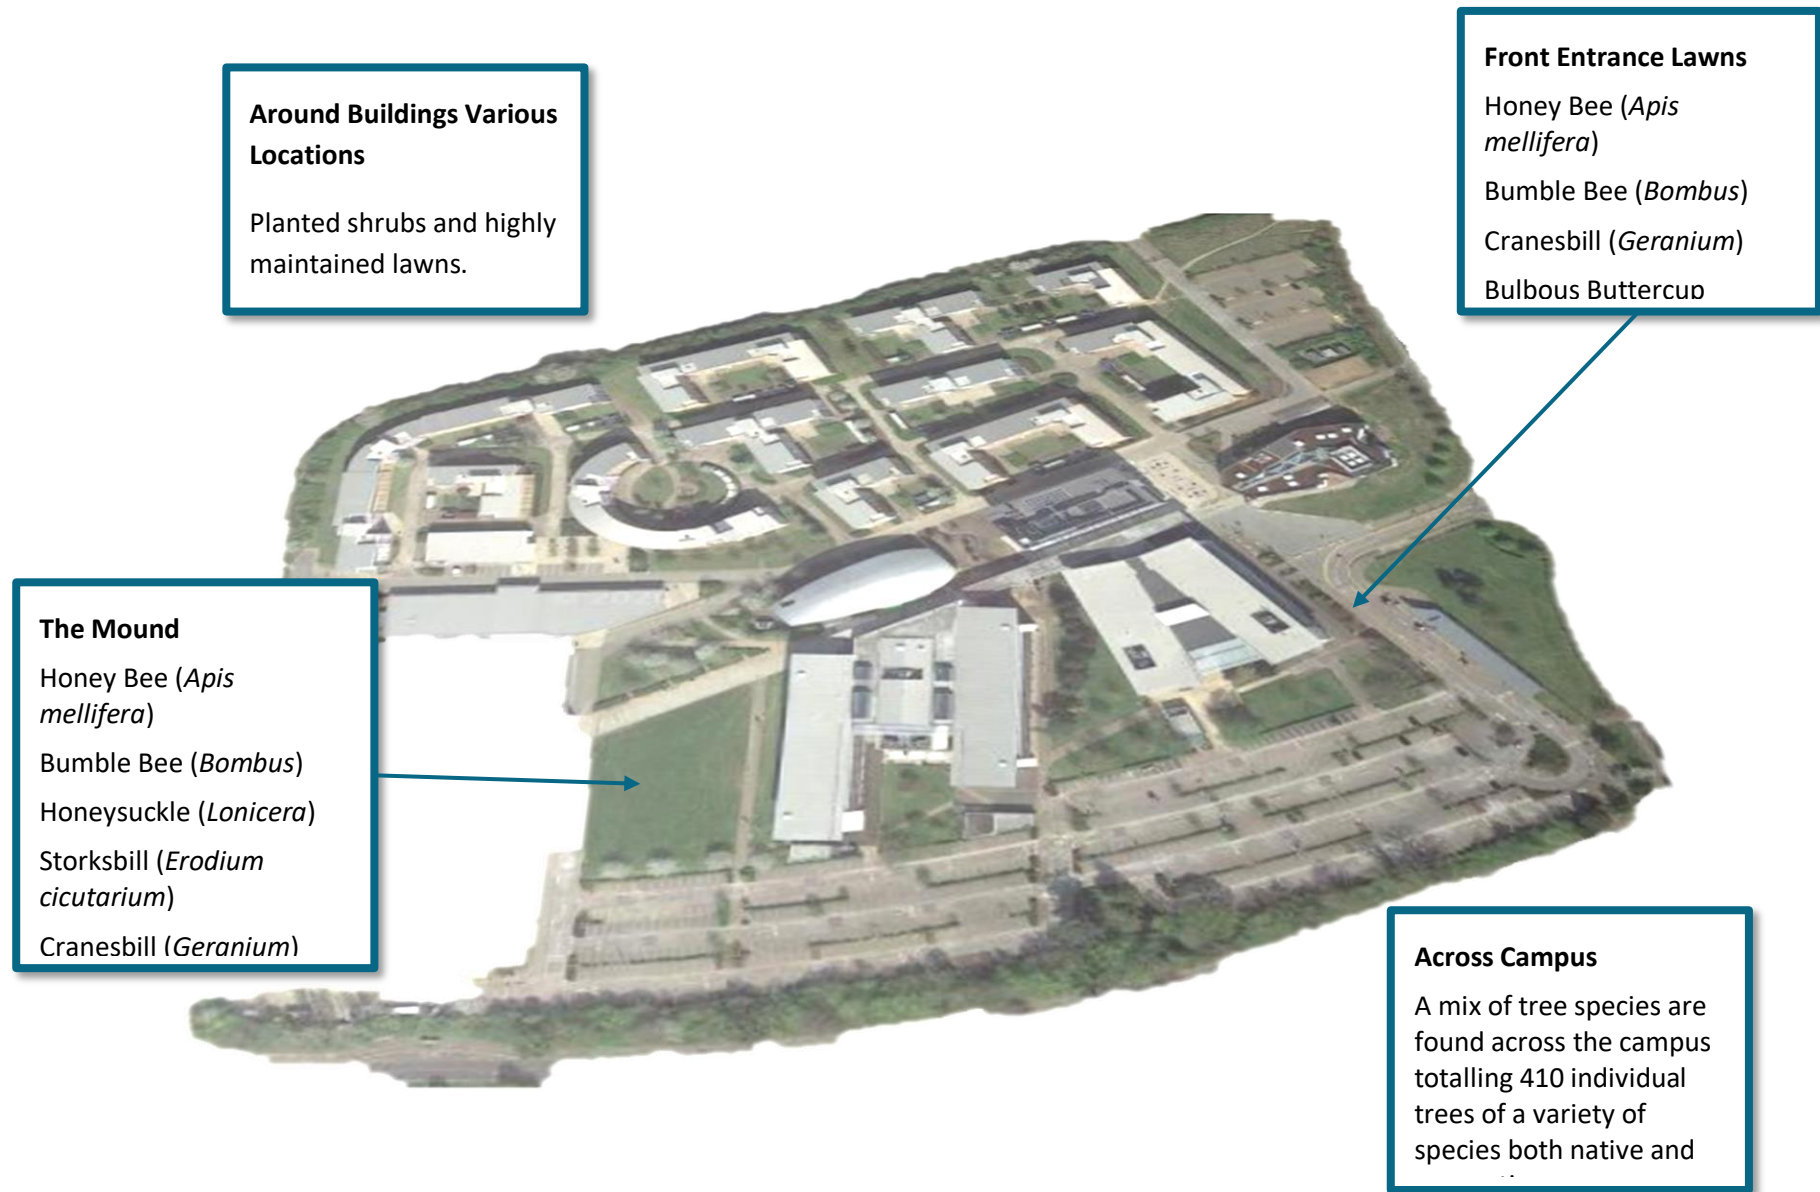 Around Buildings Various
Locations
Planted shrubs and highly
maintained lawns.
Front Entrance Lawns
Honey Bee (Apis
mellifera)
Bumble Bee (Bombus)
Cranesbill (Geranium)
Bulbous Buttercup
The Mound
Honey Bee (Apis
mellifera)
Bumble Bee (Bombus)
Honeysuckle (Lonicera)
Storksbill (Erodium
cicutarium)
Cranesbill (Geranium)
Across Campus
A mix of tree species are
found across the campus
totalling 410 individual
trees of a variety of
species both native and